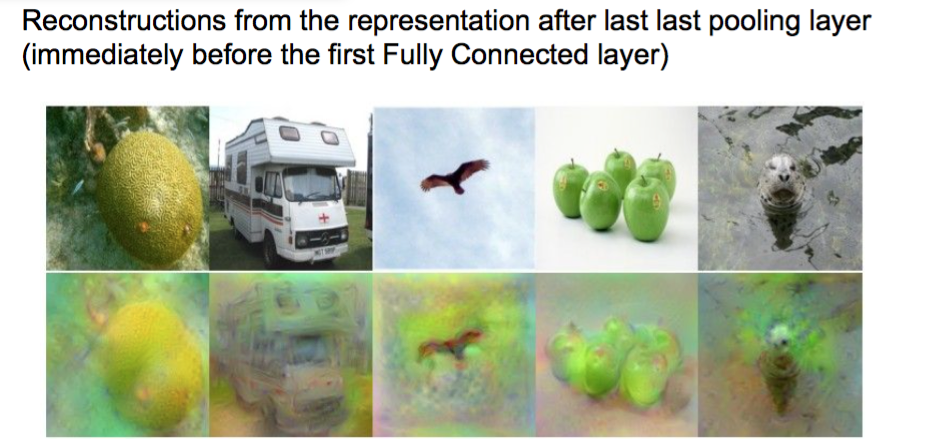 Reconstructions from the representation after last last pooling layer
(immediately before the first Fully Connected layer)